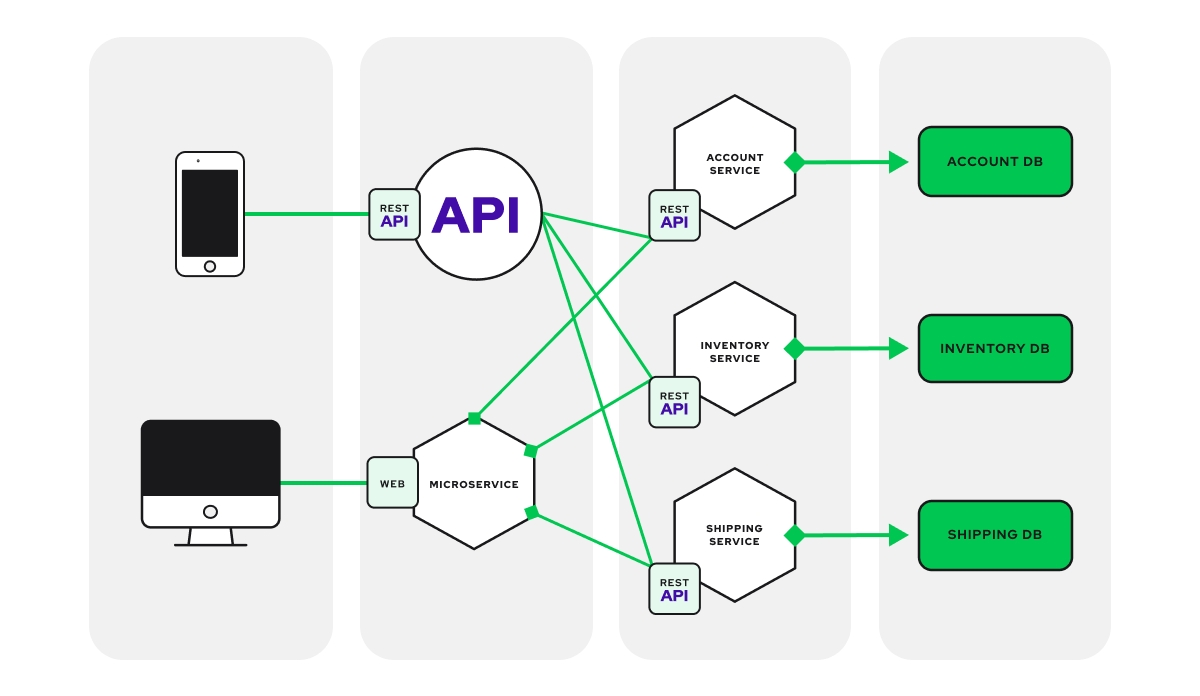 REST
API
API
WEB
MICROSERVICE
ACCOUNT
SERVICE
REST
API
INVENTORY
SERVICE
REST
API
SHIPPING
SERVICE
REST
API
ACCOUNT DB
INVENTORY DB
SHIPPING DB